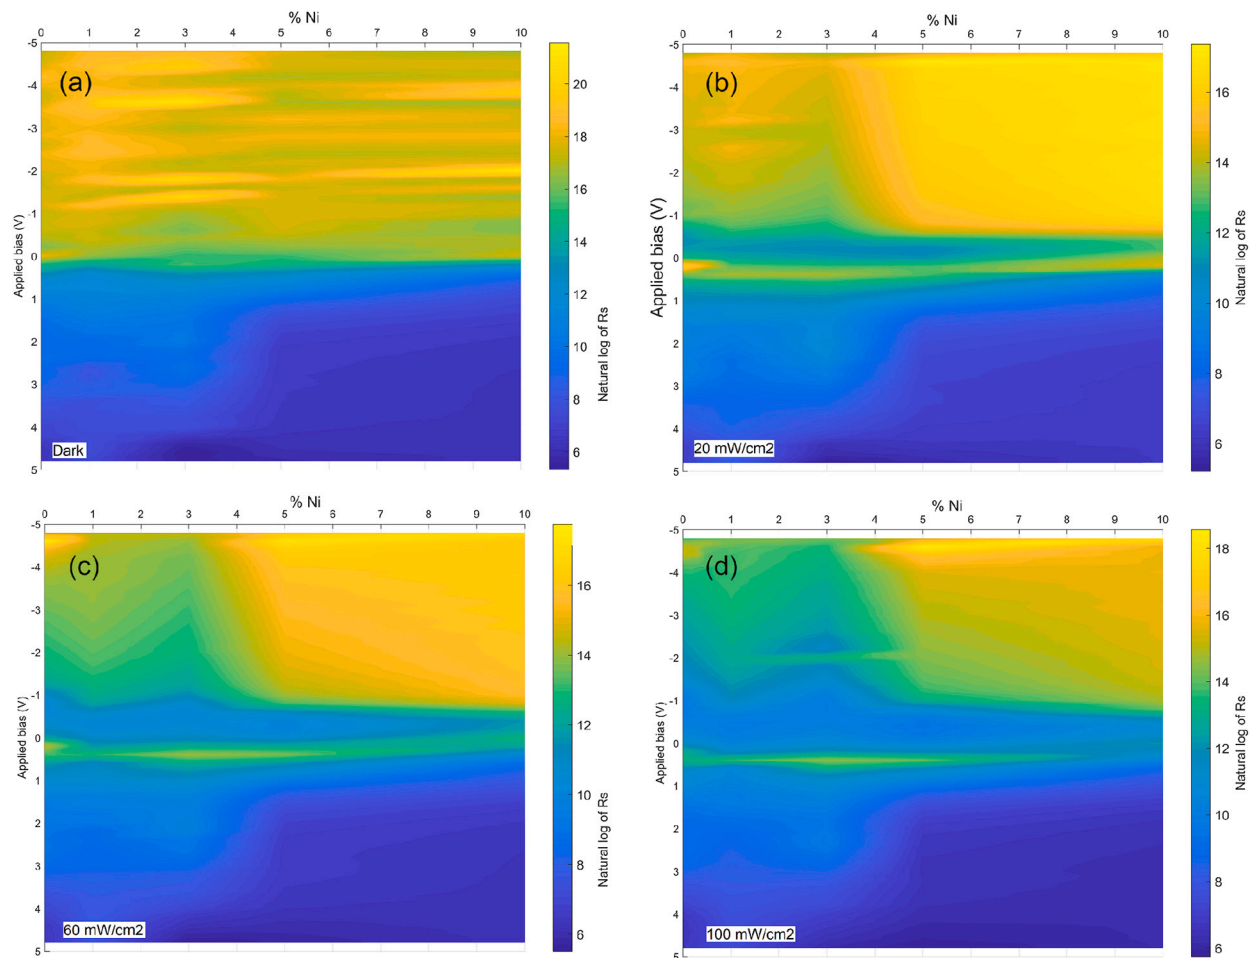 % Ni
0 1 2 3 4 5 6 7 8 9 10
(a)
-5
-4
-3
-2
-1
0
1
2
3
4
5
Applied bias (V)
Dark
20
18
16
14
12
10
8
6
Natural log of Rs
% Ni
0 1 2 3 4 5 6 7 8 9 10
(b)
-5
-4
-3
-2
-1
0
1
2
3
4
5
Applied bias (V)
20 mW/cm2
16
14
12
10
8
6
Natural log of Rs
% Ni
0 1 2 3 4 5 6 7 8 9 10
(c)
-5
-4
-3
-2
-1
0
1
2
3
4
5
Applied bias (V)
60 mW/cm2
16
14
12
10
8
6
Natural log of Rs
% Ni
0 1 2 3 4 5 6 7 8 9 10
(d)
-5
-4
-3
-2
-1
0
1
2
3
4
5
Applied bias (V)
100 mW/cm2
18
16
14
12
10
8
6
Natural log of Rs